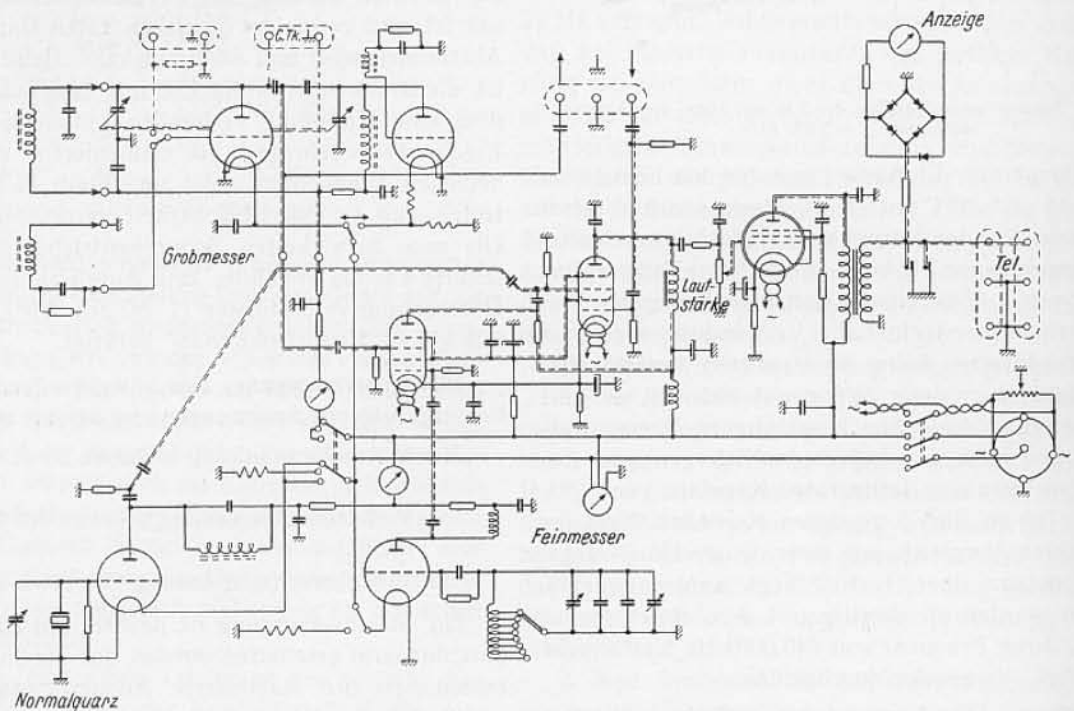 Anzeige
C,TK,L
Grobmesser
Laut-
stärke
Tel.
Feinmesser
Normalquarz